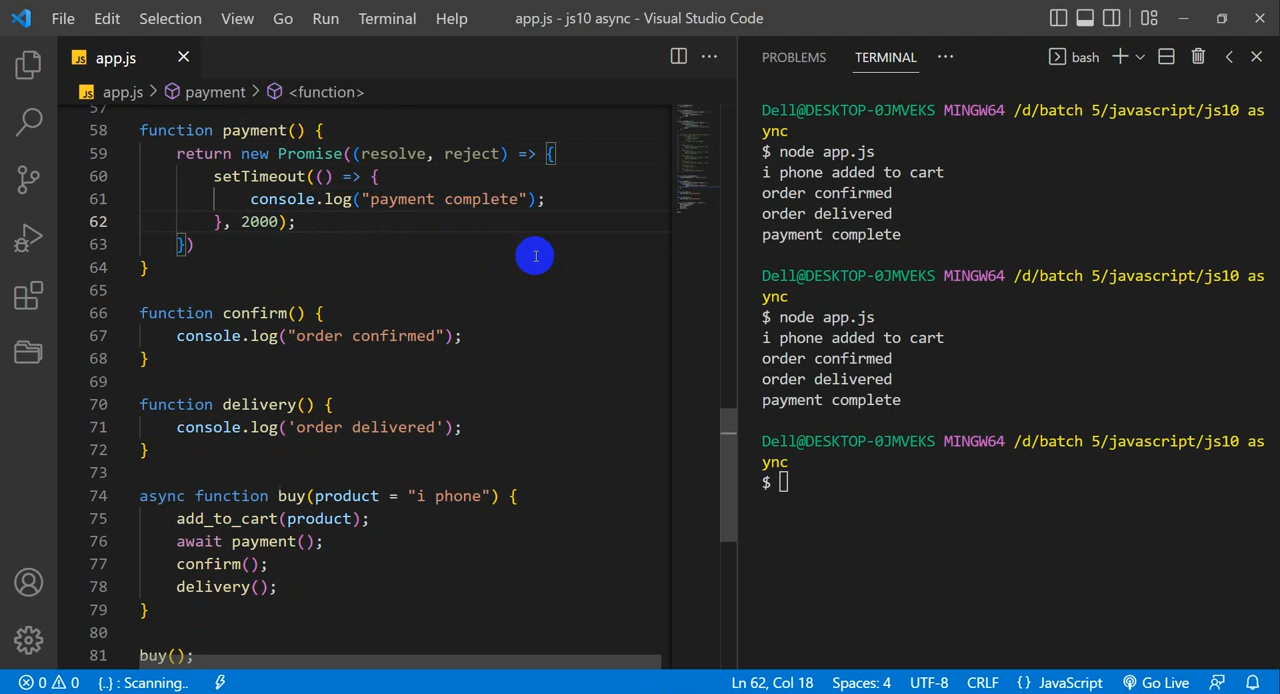 File Edit Selection View Go Run Terminal Help app.js - js10 async - Visual Studio Code
JS app.js
JS app.js > payment > <function>
57
58 function payment() {
59 return new Promise((resolve, reject) => {
60 setTimeout(() => {
61 console.log("payment complete");
62 }, 2000);
63 })
64 }
65
66 function confirm() {
67 console.log("order confirmed");
68 }
69
70 function delivery() {
71 console.log('order delivered');
72 }
73
74 async function buy(product = "i phone") {
75 add_to_cart(product);
76 await payment();
77 confirm();
78 delivery();
79 }
80
81 buy();
PROBLEMS TERMINAL ··· bash
Dell@DESKTOP-0JMVEKS MINGW64 /d/batch 5/javascript/js10 as
ync
$ node app.js
i phone added to cart
order confirmed
order delivered
payment complete
Dell@DESKTOP-0JMVEKS MINGW64 /d/batch 5/javascript/js10 as
ync
$ node app.js
i phone added to cart
order confirmed
order delivered
payment complete
Dell@DESKTOP-0JMVEKS MINGW64 /d/batch 5/javascript/js10 as
ync
$
0 0 {..} : Scanning.. Ln 62, Col 18 Spaces: 4 UTF-8 CRLF {} JavaScript Go Live